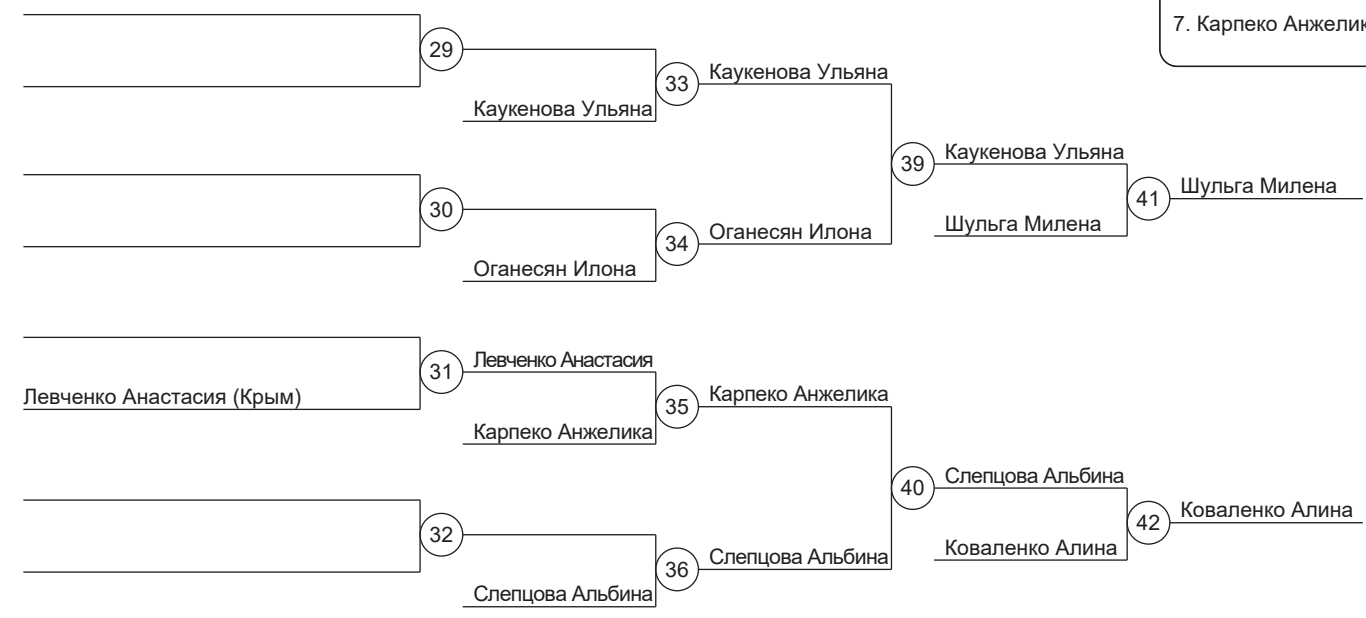 7. Карпеко Анжелик
29
33
Каукенова Ульяна
Каукенова Ульяна
39
Каукенова Ульяна
41
Шульга Милена
30
34
Оганесян Илона
Шульга Милена
Оганесян Илона
31
Левченко Анастасия
Левченко Анастасия (Крым)
35
Карпеко Анжелика
Карпеко Анжелика
40
Слепцова Альбина
42
Коваленко Алина
32
36
Слепцова Альбина
Коваленко Алина
Слепцова Альбина